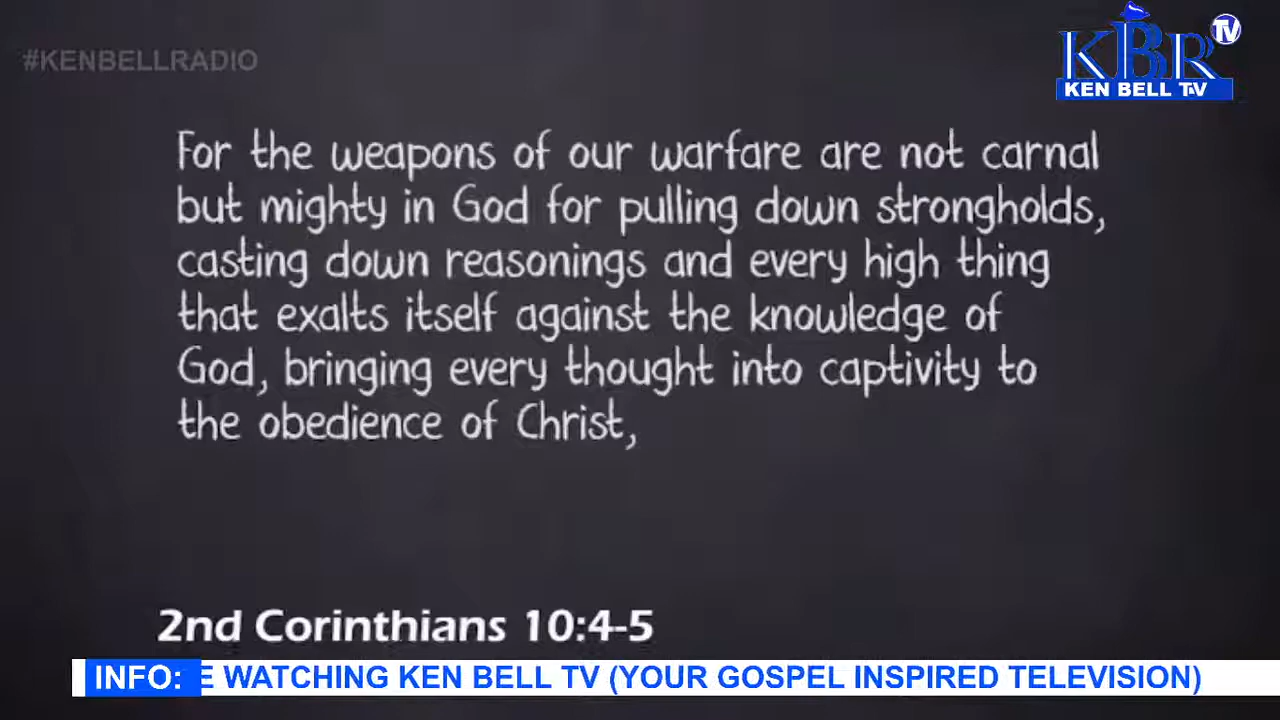 #KENBELLRADIO
KBR TV
KEN BELL TV
For the weapons of our warfare are not carnal
but mighty in God for pulling down strongholds,
casting down reasonings and every high thing
that exalts itself against the knowledge of
God, bringing every thought into captivity to
the obedience of Christ,
2nd Corinthians 10:4-5
INFO: E WATCHING KEN BELL TV (YOUR GOSPEL INSPIRED TELEVISION)